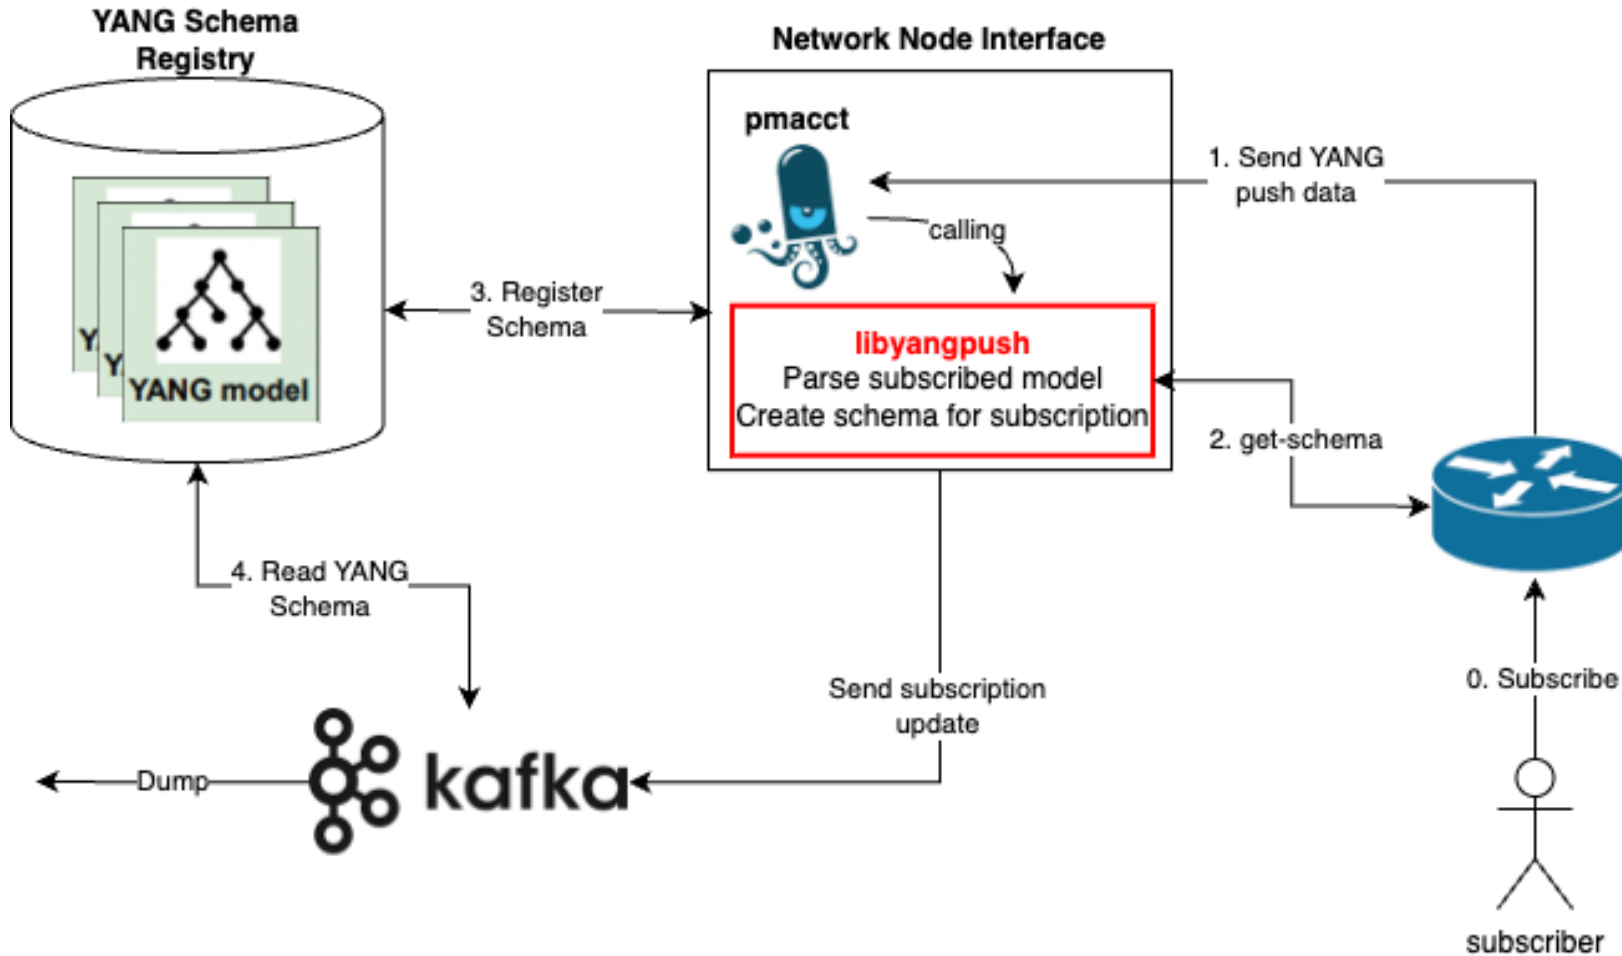 YANG Schema
Registry
Network Node Interface
pmacct
1. Send YANG
push data
calling
3. Register
Schema
Y
Y
YANG model
libyangpush
Parse subscribed model
Create schema for subscription
2. get-schema
4. Read YANG
Schema
Send subscription
update
0. Subscribe
Dump
kafka
subscriber